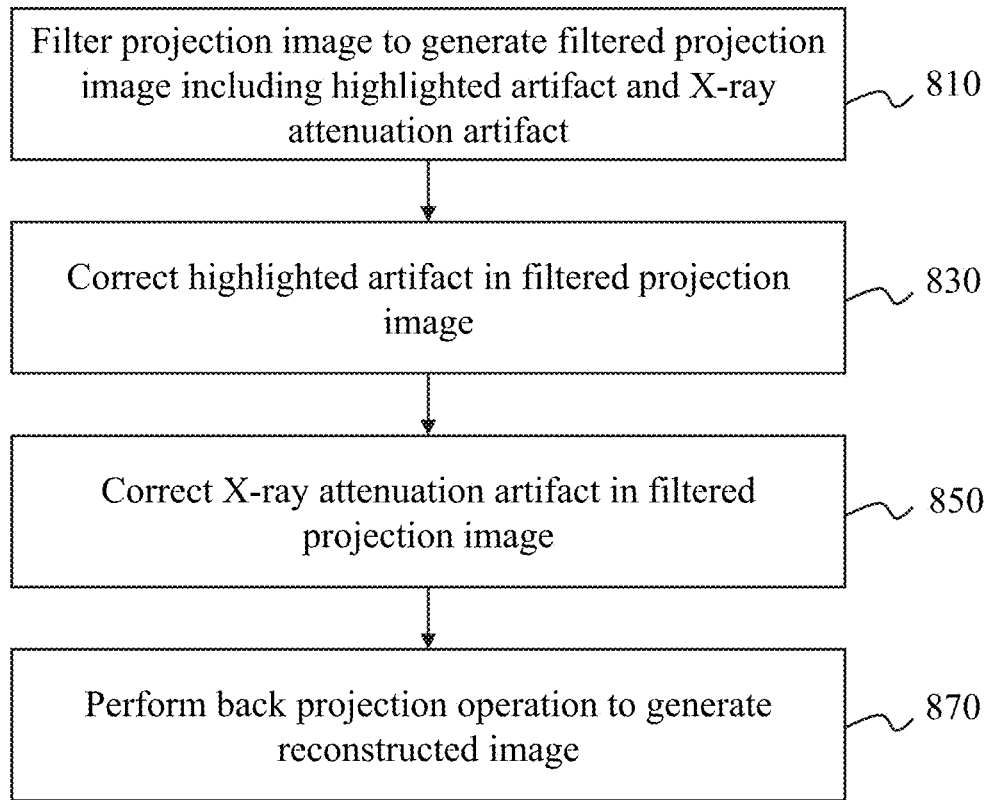 Filter projection image to generate filtered projection
image including highlighted artifact and X-ray
attenuation artifact
810
Correct highlighted artifact in filtered projection
image
830
Correct X-ray attenuation artifact in filtered
projection image
850
Perform back projection operation to generate
reconstructed image
870